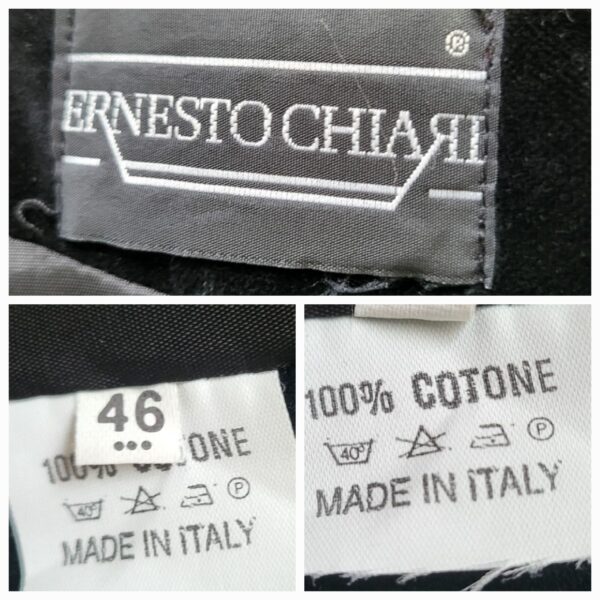 ®
ERNESTO CHIARI
46
100% COTONE
40°
P
MADE IN iTALY
100% COTONE
40°
P
MADE IN iTALY